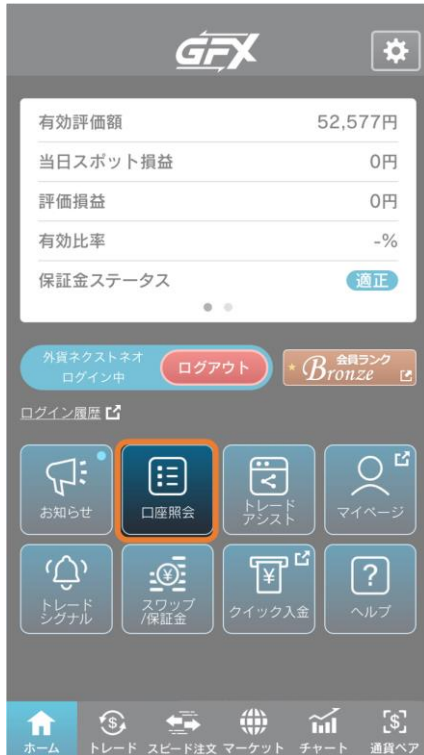 GFX
有効評価額 52,577円
当日スポット損益 0円
評価損益 0円
有効比率 -%
保証金ステータス 適正
外貨ネクストネオ
ログイン中
ログアウト
会員ランク
Bronze
ログイン履歴
お知らせ
口座照会
トレード
アシスト
マイページ
トレード
シグナル
スワップ
/保証金
クイック入金
ヘルプ
ホーム トレード スピード注文 マーケット チャート 通貨ペア